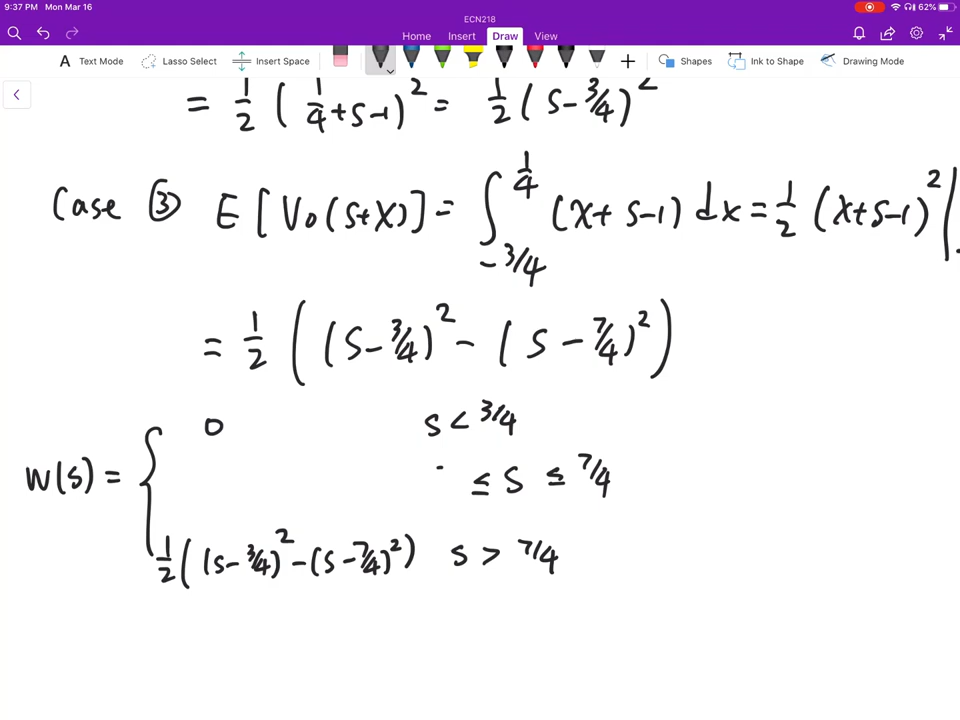 9:37 PM Mon Mar 16 62%
ECN218
Home Insert Draw View
Text Mode Lasso Select Insert Space Shapes Ink to Shape Drawing Mode
= 1/2 ( 1/4 + S-1)² = 1/2 ( S - 3/4 )²
Case ③ E [ V₀ ( S+X) ] = ∫_{-3/4}^{1/4} (X + S-1) dx = 1/2 (X+S-1)² |
= 1/2 ( (S - 3/4)² - ( S - 7/4 )² )
0 S < 3/4
W(S) = { ≤ S ≤ 7/4
1/2 ( (S - 3/4)² - (S - 7/4)² ) S > 7/4